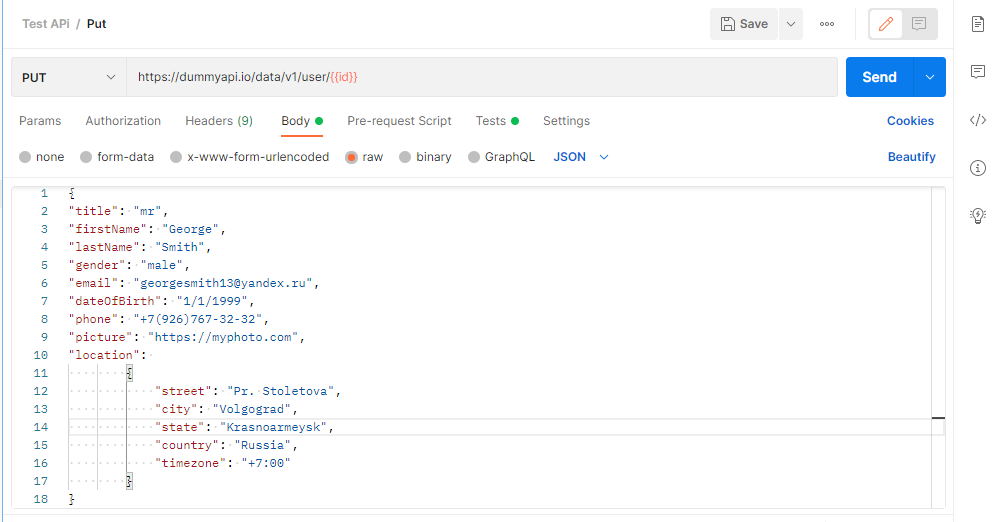 Test APi / Put
Save
PUT
https://dummyapi.io/data/v1/user/{{id}}
Send
Params Authorization Headers (9) Body Pre-request Script Tests Settings Cookies
none form-data x-www-form-urlencoded raw binary GraphQL JSON Beautify
1 {
2 "title": "mr",
3 "firstName": "George",
4 "lastName": "Smith",
5 "gender": "male",
6 "email": "georgesmith13@yandex.ru",
7 "dateOfBirth": "1/1/1999",
8 "phone": "+7(926)767-32-32",
9 "picture": "https://myphoto.com",
10 "location":
11 {
12 "street": "Pr. Stoletova",
13 "city": "Volgograd",
14 "state": "Krasnoarmeysk",
15 "country": "Russia",
16 "timezone": "+7:00"
17 }
18 }